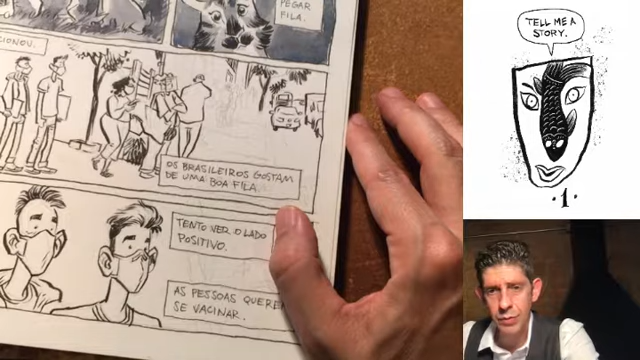 PEGAR
FILA.
CIONOU.
OS BRASILEIROS GOSTAM
DE UMA BOA FILA.
TENTO VER O LADO
POSITIVO.
AS PESSOAS QUEREM
SE VACINAR.
TELL ME A
STORY.
·1·